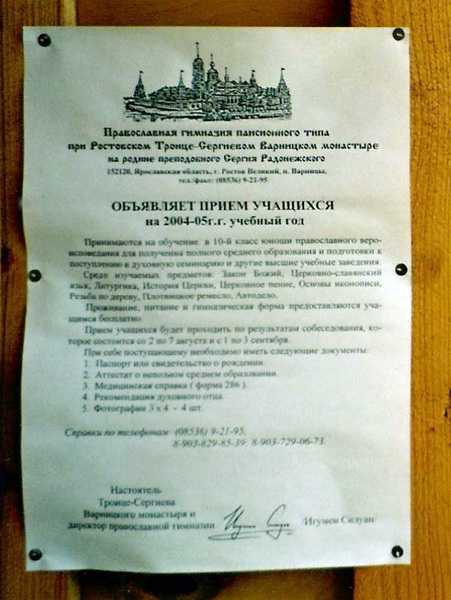 Православная гимназия пансионного типа
при Ростовском Троице-Сергиевом Варницком монастыре
на родине преподобного Сергия Радонежского
152120, Ярославская область, г. Ростов Великий, п. Варницы,
тел./факс: (08536) 9-21-95
ОБЪЯВЛЯЕТ ПРИЕМ УЧАЩИХСЯ
на 2004-05г.г. учебный год
Принимаются на обучение в 10-й класс юноши православного веро-
исповедания для получения полного среднего образования и подготовки к
поступлению в духовную семинарию и другие высшие учебные заведения.
Среди изучаемых предметов: Закон Божий, Церковно-славянский
язык, Литургика, История Церкви, Церковное пение, Основы иконописи,
Резьба по дереву, Плотницкое ремесло, Автодело.
Проживание, питание и гимназическая форма предоставляются уча-
щимся бесплатно.
Прием учащихся будет проходить по результатам собеседования, ко-
торое состоится со 2 по 7 августа и с 1 по 3 сентября.
При себе поступающему необходимо иметь следующие документы:
1. Паспорт или свидетельство о рождении.
2. Аттестат о неполном среднем образовании.
3. Медицинская справка ( форма 286 ).
4. Рекомендация духовного отца.
5. Фотографии 3 х 4 - 4 шт.
Справки по телефонам: (08536) 9-21-95,
8-903-829-85-39 8-903-729-06-73
Настоятель
Троице-Сергиева
Варницкого монастыря и
директор православной гимназии Игумен Силуан /Игумен Силуан/